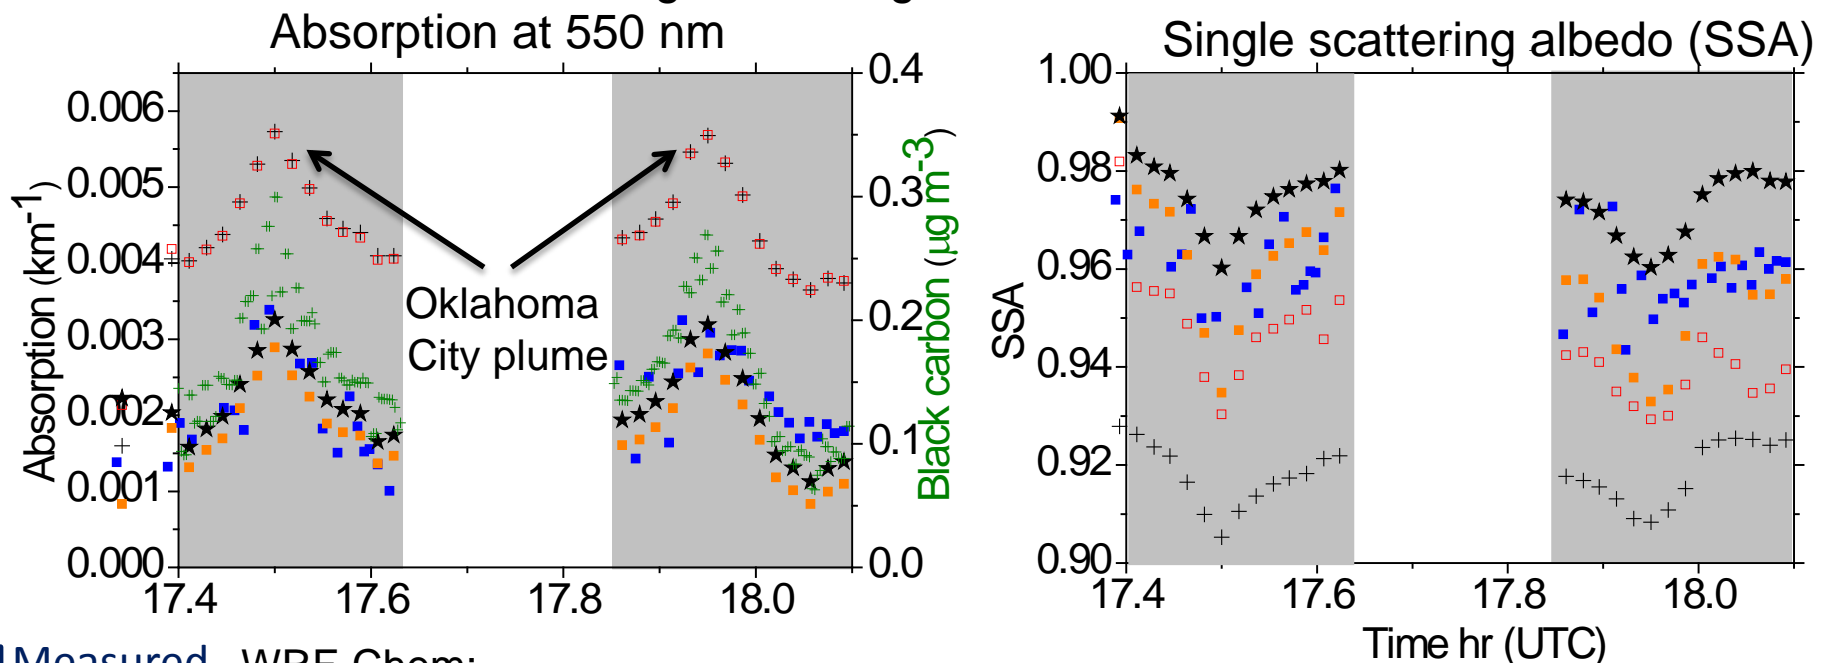 Absorption at 550 nm
0.006
0.005
0.004
0.003
0.002
0.001
0.000
Absorption (km-1)
17.4
17.6
17.8
18.0
0.4
0.3
0.2
0.1
0.0
Black carbon (µg m-3)
Oklahoma
City plume
Single scattering albedo (SSA)
1.00
0.98
0.96
0.94
0.92
0.90
SSA
17.4
17.6
17.8
18.0
Time hr (UTC)
Measured WRF-Chem: